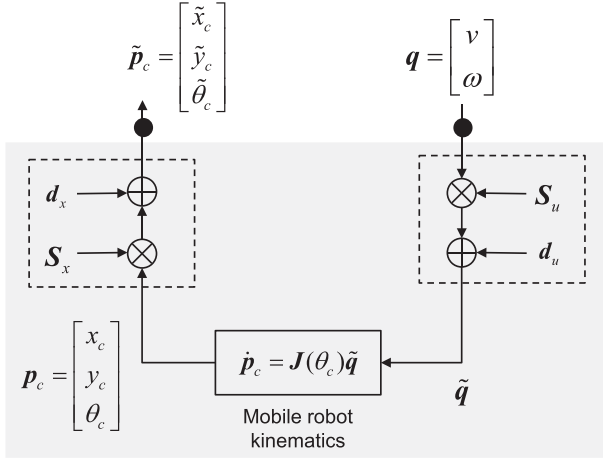 p̃_c = [x̃_c ỹ_c θ̃_c]
q = [v ω]
d_x
S_x
S_u
d_u
p_c = [x_c y_c θ_c]
ṗ_c = J(θ_c)q̃
q̃
Mobile robot
kinematics